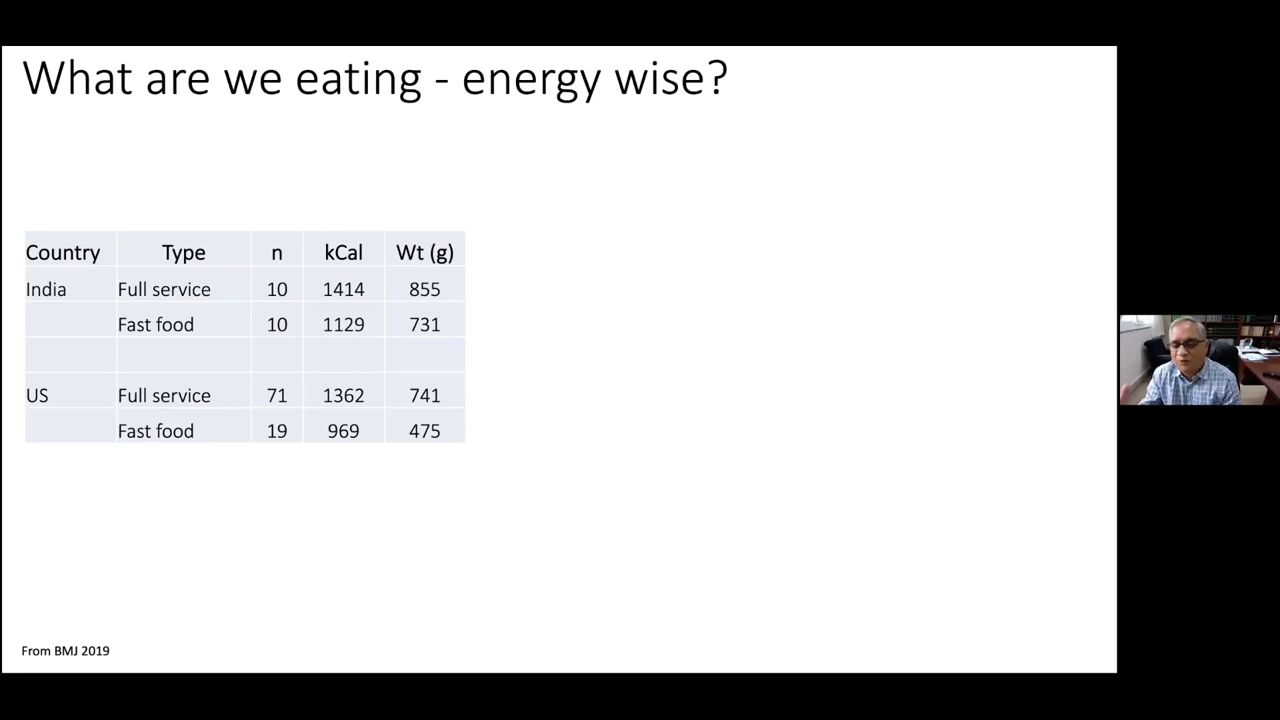 What are we eating - energy wise?
Country Type n kCal Wt (g)
India Full service 10 1414 855
Fast food 10 1129 731
US Full service 71 1362 741
Fast food 19 969 475
From BMJ 2019